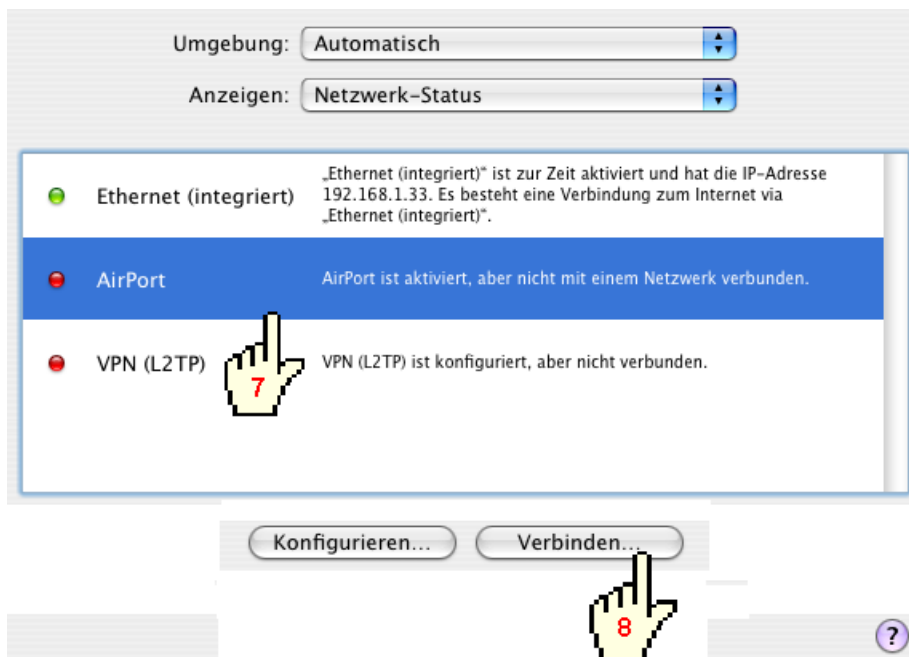 Umgebung: Automatisch
Anzeigen: Netzwerk-Status
Ethernet (integriert)
„Ethernet (integriert)“ ist zur Zeit aktiviert und hat die IP-Adresse
192.168.1.33. Es besteht eine Verbindung zum Internet via
„Ethernet (integriert)“.
AirPort
AirPort ist aktiviert, aber nicht mit einem Netzwerk verbunden.
VPN (L2TP)
VPN (L2TP) ist konfiguriert, aber nicht verbunden.
7
Konfigurieren... Verbinden...
8
?